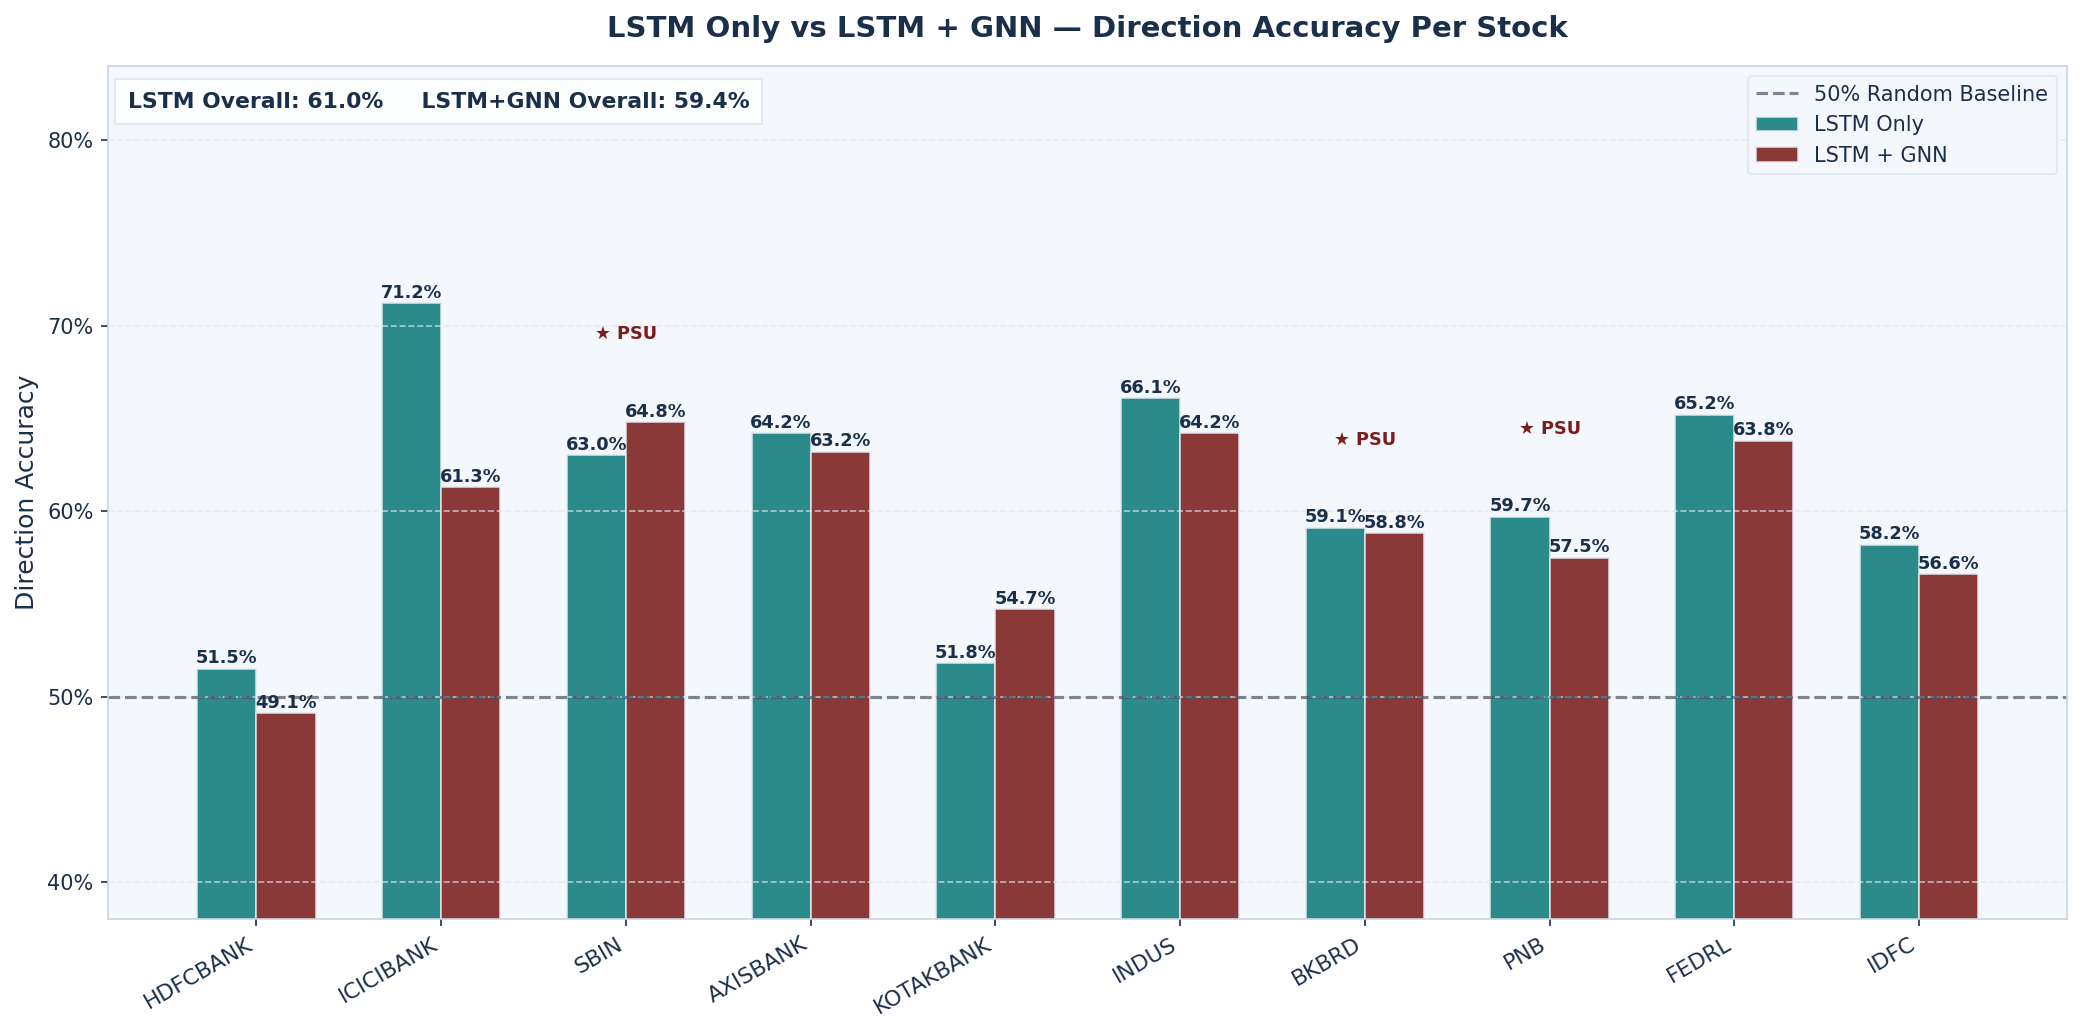 LSTM Only vs LSTM + GNN — Direction Accuracy Per Stock
LSTM Overall: 61.0% LSTM+GNN Overall: 59.4%
50% Random Baseline
LSTM Only
LSTM + GNN
Direction Accuracy
80%
70%
60%
50%
40%
51.5%
49.1%
71.2%
61.3%
★ PSU
63.0%
64.8%
64.2%
63.2%
51.8%
54.7%
66.1%
64.2%
★ PSU
59.1%
58.8%
★ PSU
59.7%
57.5%
65.2%
63.8%
58.2%
56.6%
HDFCBANK
ICICIBANK
SBIN
AXISBANK
KOTAKBANK
INDUS
BKBRD
PNB
FEDRL
IDFC